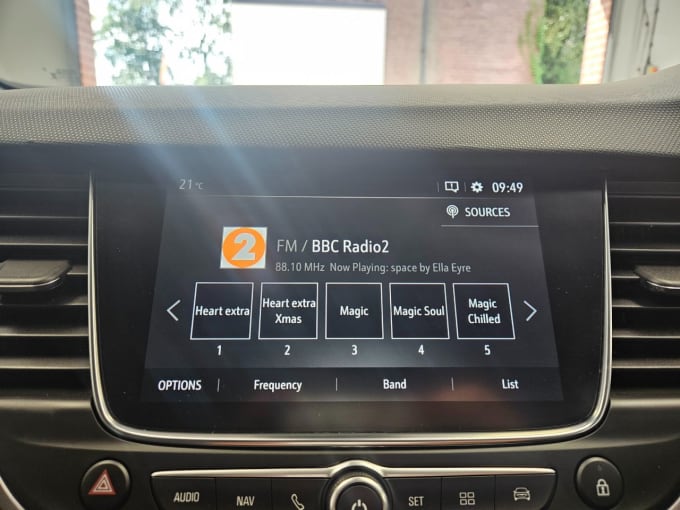 21 °C
09:49
SOURCES
2
FM / BBC Radio2
88.10 MHz Now Playing: space by Ella Eyre
Heart extra
Heart extra
Xmas
Magic
Magic Soul
Magic
Chilled
1 2 3 4 5
OPTIONS Frequency Band List
AUDIO NAV SET